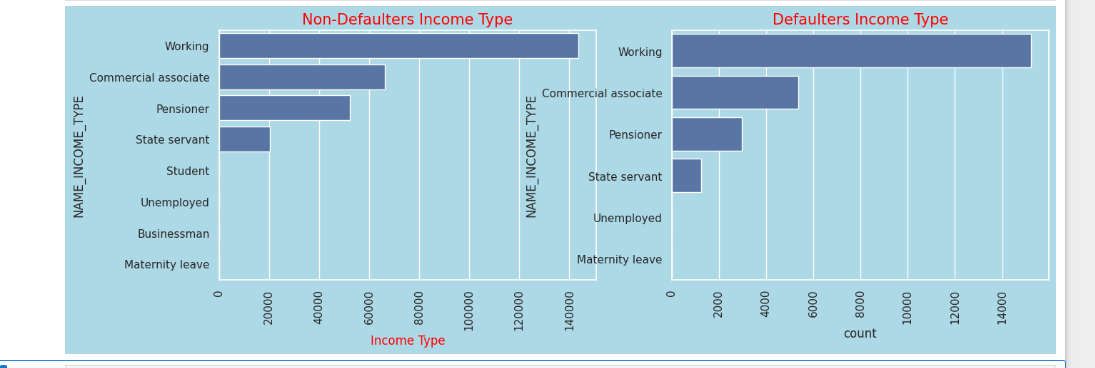 Non-Defaulters Income Type
NAME_INCOME_TYPE
Working
Commercial associate
Pensioner
State servant
Student
Unemployed
Businessman
Maternity leave
0
20000
40000
60000
80000
100000
120000
140000
Income Type
Defaulters Income Type
NAME_INCOME_TYPE
Working
Commercial associate
Pensioner
State servant
Unemployed
Maternity leave
0
2000
4000
6000
8000
10000
12000
14000
count